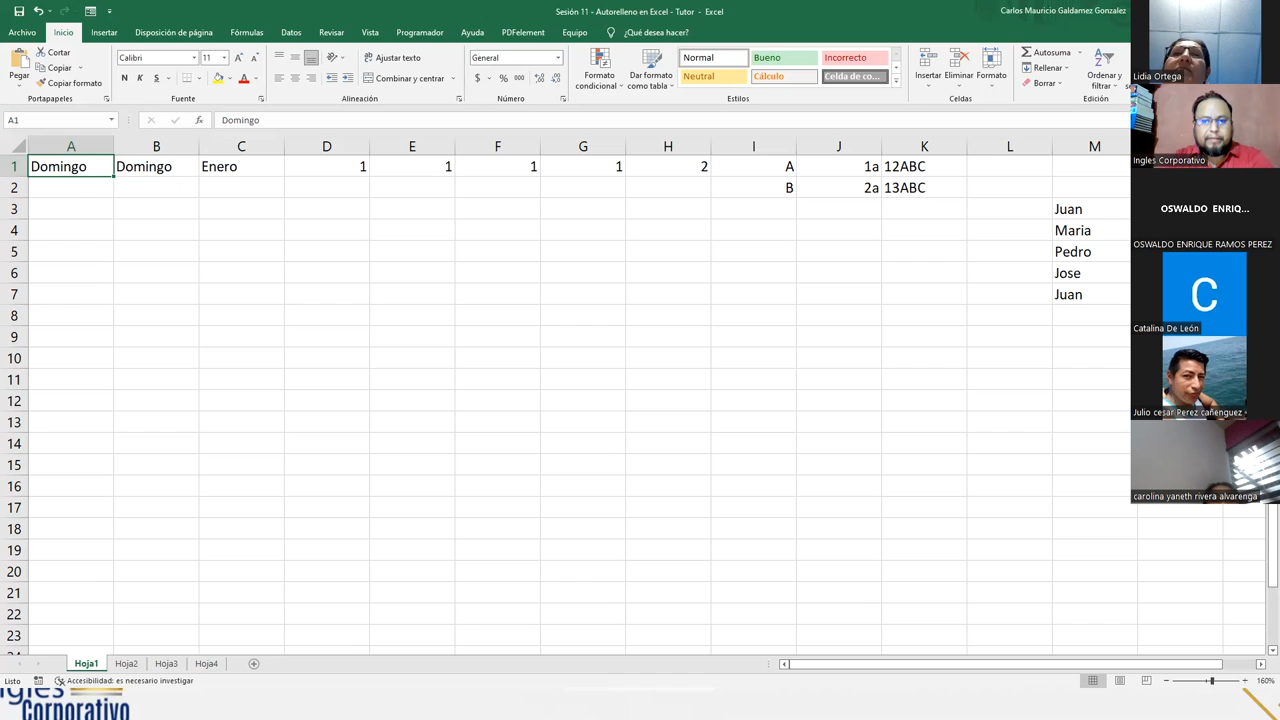 Sesión 11 - Autorelleno en Excel - Tutor - Excel
Carlos Mauricio Galdamez Gonzalez
Archivo Inicio Insertar Disposición de página Fórmulas Datos Revisar Vista Programador Ayuda PDFelement Equipo ¿Qué desea hacer?
Pegar
Cortar
Copiar
Copiar formato
Portapapeles
Calibri 11
N K S
Fuente
Ajustar texto
Combinar y centrar
Alineación
General
$ % 000
Número
Formato condicional
Dar formato como tabla
Normal Bueno Incorrecto
Neutral Cálculo Celda de co...
Estilos
Insertar Eliminar Formato
Celdas
Autosuma
Rellenar
Borrar
Ordenar y filtrar
Edición
A1 fx Domingo
A B C D E F G H I J K L M
1 Domingo Domingo Enero 1 1 1 1 2 A 1a 12ABC
2 B 2a 13ABC
3 Juan
4 Maria
5 Pedro
6 Jose
7 Juan
8
9
10
11
12
13
14
15
16
17
18
19
20
21
22
23
Hoja1 Hoja2 Hoja3 Hoja4
Listo Accesibilidad: es necesario investigar 160%
Lidia Ortega
Ingles Corporativo
OSWALDO ENRIQ...
OSWALDO ENRIQUE RAMOS PEREZ
C
Catalina De León
Julio cesar Perez cañenguez
carolina yaneth rivera alvarenga
Ingles
Corporativo